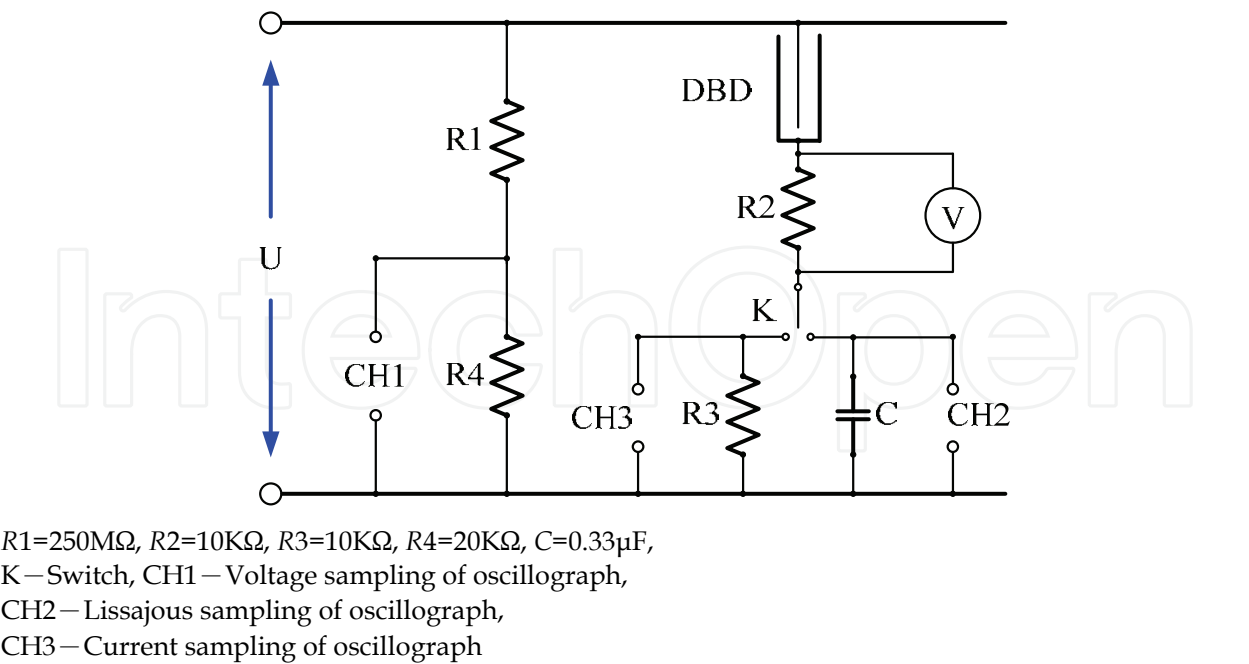 DBD
R1
R2
V
U
K
CH1
R4
CH3
R3
C
CH2
IntechOpen
R1=250MΩ, R2=10KΩ, R3=10KΩ, R4=20KΩ, C=0.33μF,
K—Switch, CH1—Voltage sampling of oscillograph,
CH2—Lissajous sampling of oscillograph,
CH3—Current sampling of oscillograph